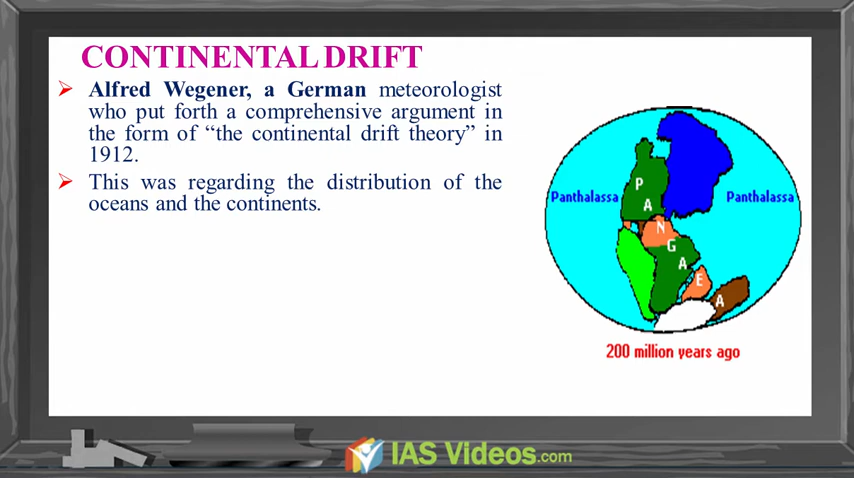 CONTINENTAL DRIFT
➢ Alfred Wegener, a German meteorologist
who put forth a comprehensive argument in
the form of “the continental drift theory” in
1912.
➢ This was regarding the distribution of the
oceans and the continents.
Panthalassa
Panthalassa
P
A
N
G
A
E
A
200 million years ago
IAS Videos.com